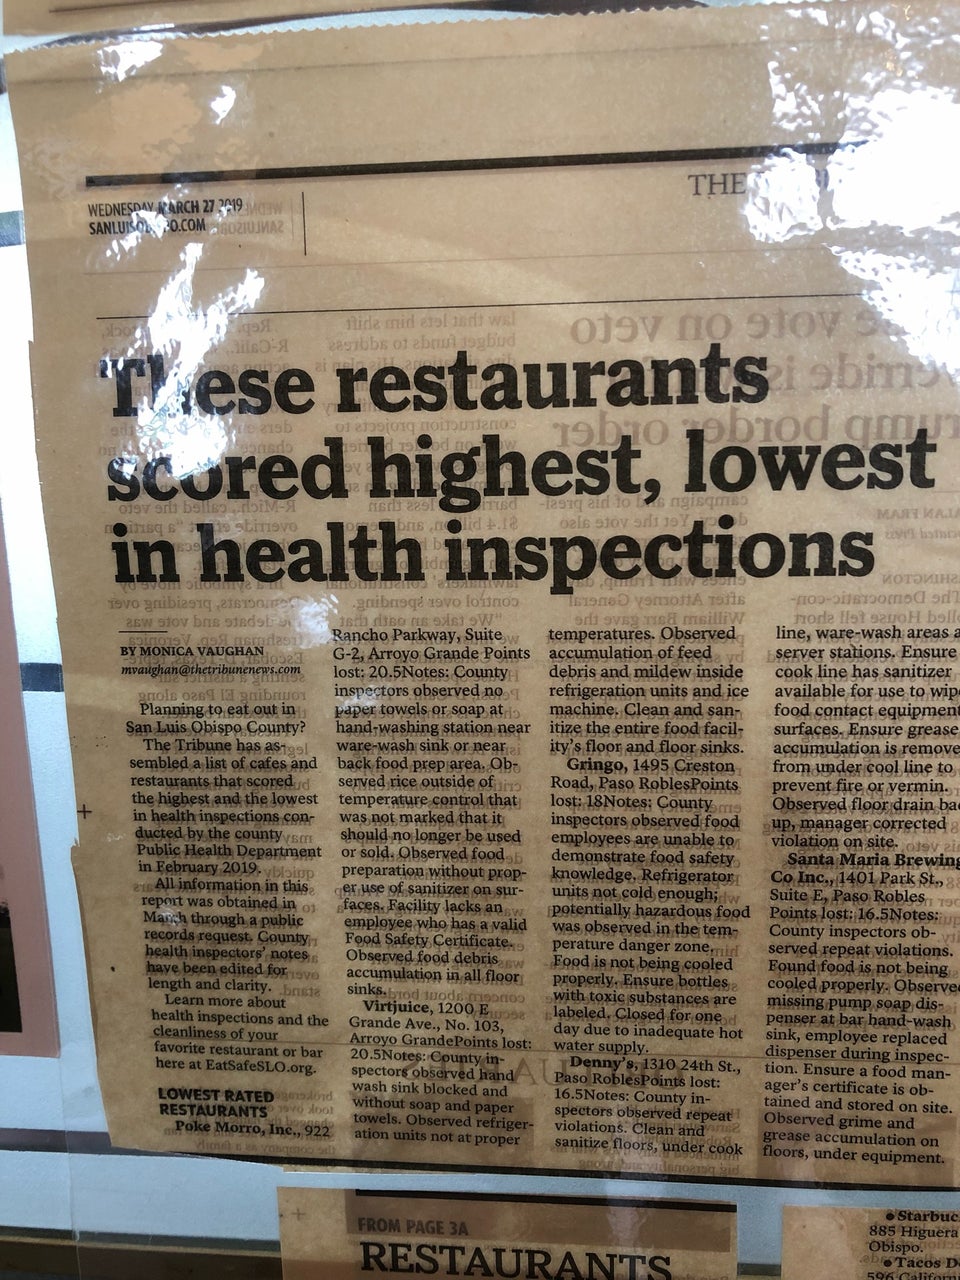 THE
WEDNESDAY MARCH 27 2019
SANLUISOBISPO.COM
These restaurants
scored highest, lowest
in health inspections
BY MONICA VAUGHAN
mvaughan@thetribunenews.com
Planning to eat out in
San Luis Obispo County?
The Tribune has as-
sembled a list of cafes and
restaurants that scored
the highest and the lowest
in health inspections con-
ducted by the county
Public Health Department
in February 2019.
All information in this
report was obtained in
March through a public
records request. County
health inspectors' notes
have been edited for
length and clarity.
Learn more about
health inspections and the
cleanliness of your
favorite restaurant or bar
here at EatSafeSLO.org.
LOWEST RATED
RESTAURANTS
Poke Morro, Inc., 922
Rancho Parkway, Suite
G-2, Arroyo Grande Points
lost: 20.5Notes: County
inspectors observed no
paper towels or soap at
hand-washing station near
ware-wash sink or near
back food prep area. Ob-
served rice outside of
temperature control that
was not marked that it
should no longer be used
or sold. Observed food
preparation without prop-
er use of sanitizer on sur-
faces. Facility lacks an
employee who has a valid
Food Safety Certificate.
Observed food debris
accumulation in all floor
sinks.
Virtjuice, 1200 E
Grande Ave., No. 103,
Arroyo GrandePoints lost:
20.5Notes: County in-
spectors observed hand
wash sink blocked and
without soap and paper
towels. Observed refriger-
ation units not at proper
temperatures. Observed
accumulation of feed
debris and mildew inside
refrigeration units and ice
machine. Clean and san-
itize the entire food facil-
ity's floor and floor sinks.
Gringo, 1495 Creston
Road, Paso RoblesPoints
lost: 18Notes: County
inspectors observed food
employees are unable to
demonstrate food safety
knowledge. Refrigerator
units not cold enough;
potentially hazardous food
was observed in the tem-
perature danger zone.
Food is not being cooled
properly. Ensure bottles
with toxic substances are
labeled. Closed for one
day due to inadequate hot
water supply.
Denny's, 1310 24th St.,
Paso RoblesPoints lost:
16.5Notes: County in-
spectors observed repeat
violations. Clean and
sanitize floors, under cook
line, ware-wash areas a
server stations. Ensure
cook line has sanitizer
available for use to wip
food contact equipment
surfaces. Ensure grease
accumulation is remove
from under cool line to
prevent fire or vermin.
Observed floor drain ba
up, manager corrected
violation on site.
Santa Maria Brewing
Co Inc., 1401 Park St.,
Suite E, Paso Robles
Points lost: 16.5Notes:
County inspectors ob-
served repeat violations.
Found food is not being
cooled properly. Observe
missing pump soap dis-
penser at bar hand-wash
sink, employee replaced
dispenser during inspec-
tion. Ensure a food man-
ager's certificate is ob-
tained and stored on site.
Observed grime and
grease accumulation on
floors, under equipment.
FROM PAGE 3A
RESTAURANTS
• Starbuc
885 Higuera
Obispo.
• Tacos D
596 Californ